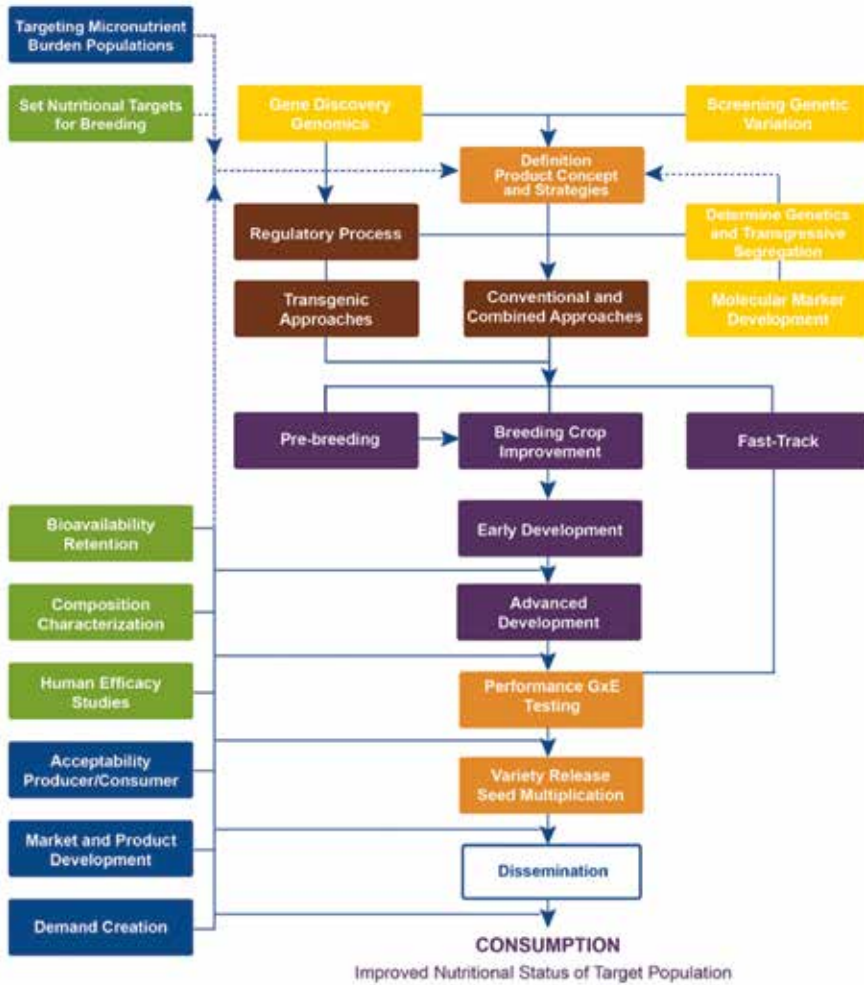 Targeting Micronutrient
Burden Populations
Set Nutritional Targets
for Breeding
Gene Discovery
Genomics
Screening Genetic
Variation
Definition
Product Concept
and Strategies
Regulatory Process
Determine Genetics
and Transgressive
Segregation
Transgenic
Approaches
Conventional and
Combined Approaches
Molecular Marker
Development
Pre-breeding
Breeding Crop
Improvement
Fast-Track
Early Development
Advanced
Development
Performance GxE
Testing
Variety Release
Seed Multiplication
Bioavailability
Retention
Composition
Characterization
Human Efficacy
Studies
Acceptability
Producer/Consumer
Market and Product
Development
Demand Creation
Dissemination
CONSUMPTION
Improved Nutritional Status of Target Population